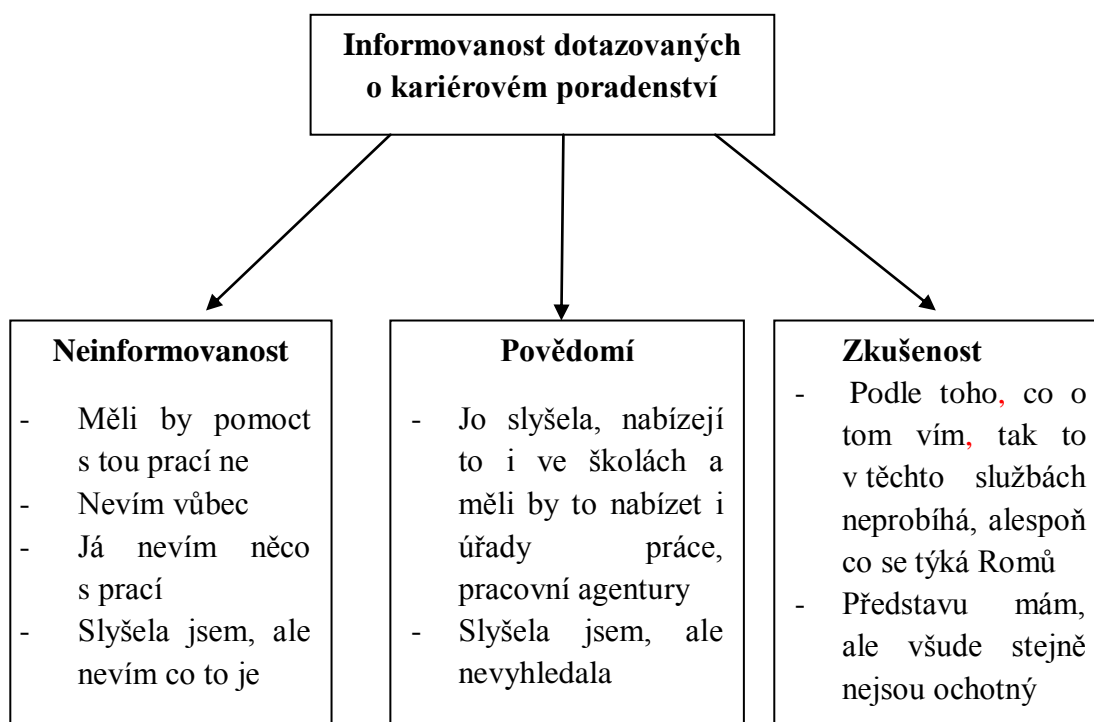 Informovanost dotazovaných
o kariérovém poradenství
Neinformovanost
- Měli by pomoct
s tou prací ne
- Nevím vůbec
- Já nevím něco
s prací
- Slyšela jsem, ale
nevím co to je
Povědomí
- Jo slyšela, nabízejí
to i ve školách a
měli by to nabízet i
úřady práce,
pracovní agentury
- Slyšela jsem, ale
nevyhledala
Zkušenost
- Podle toho, co o
tom vím, tak to
v těchto službách
neprobíhá, alespoň
co se týká Romů
- Představu mám,
ale všude stejně
nejsou ochotný